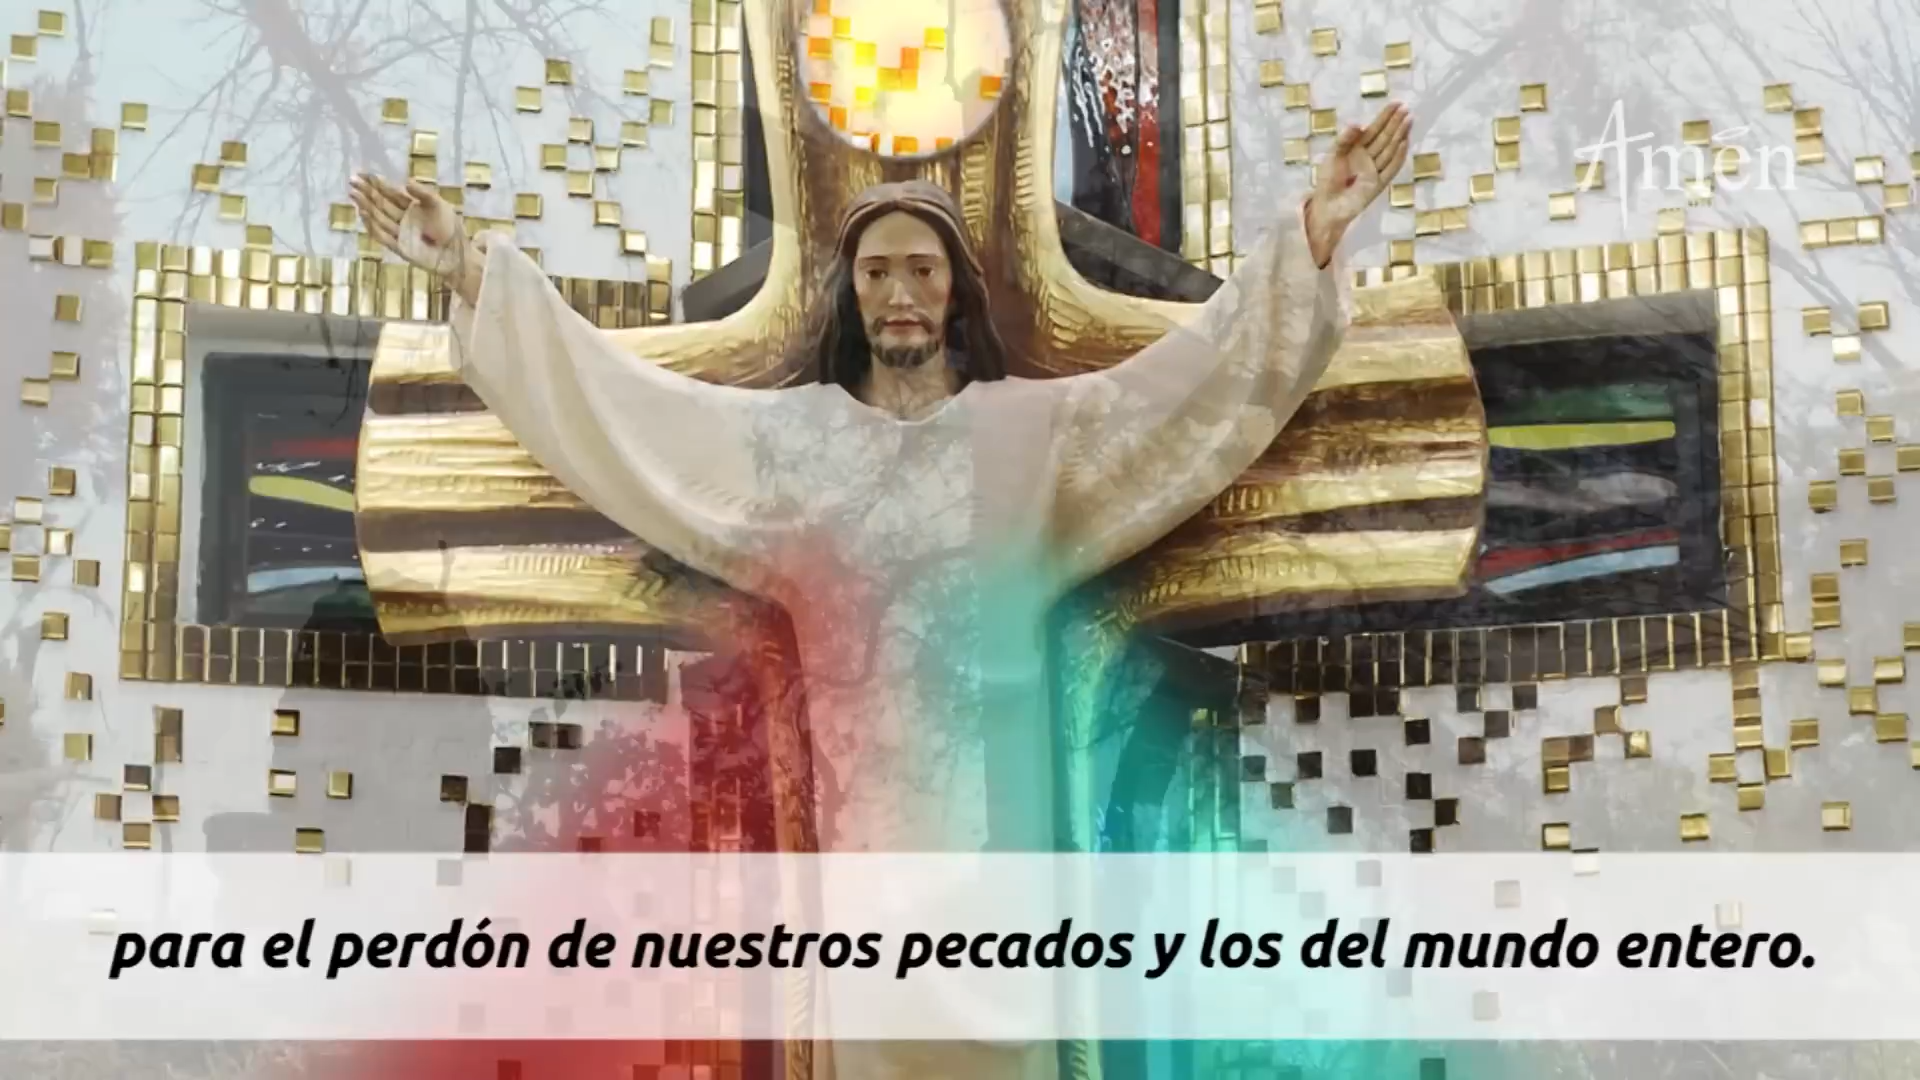 Amén
para el perdón de nuestros pecados y los del mundo entero.